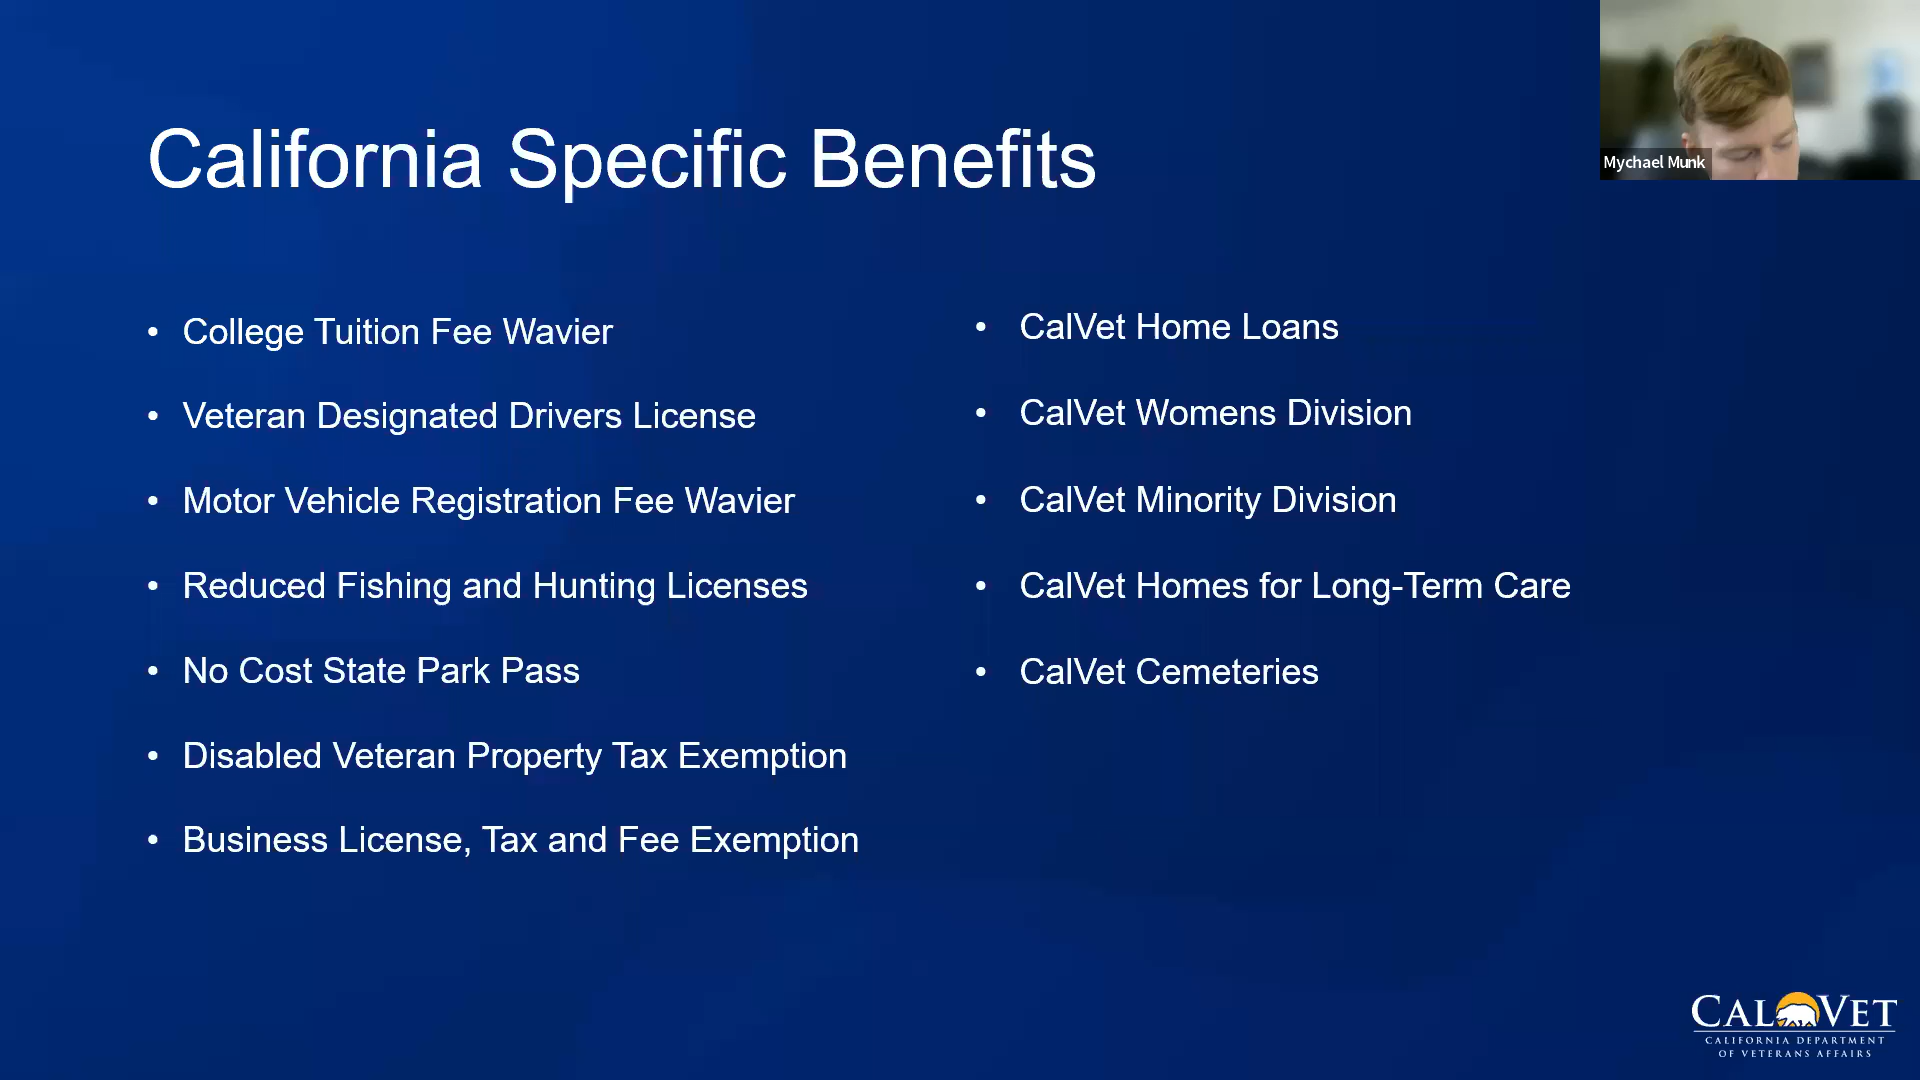 California Specific Benefits
Mychael Munk
• College Tuition Fee Wavier
• Veteran Designated Drivers License
• Motor Vehicle Registration Fee Wavier
• Reduced Fishing and Hunting Licenses
• No Cost State Park Pass
• Disabled Veteran Property Tax Exemption
• Business License, Tax and Fee Exemption
• CalVet Home Loans
• CalVet Womens Division
• CalVet Minority Division
• CalVet Homes for Long-Term Care
• CalVet Cemeteries
CALVET
CALIFORNIA DEPARTMENT
OF VETERANS AFFAIRS